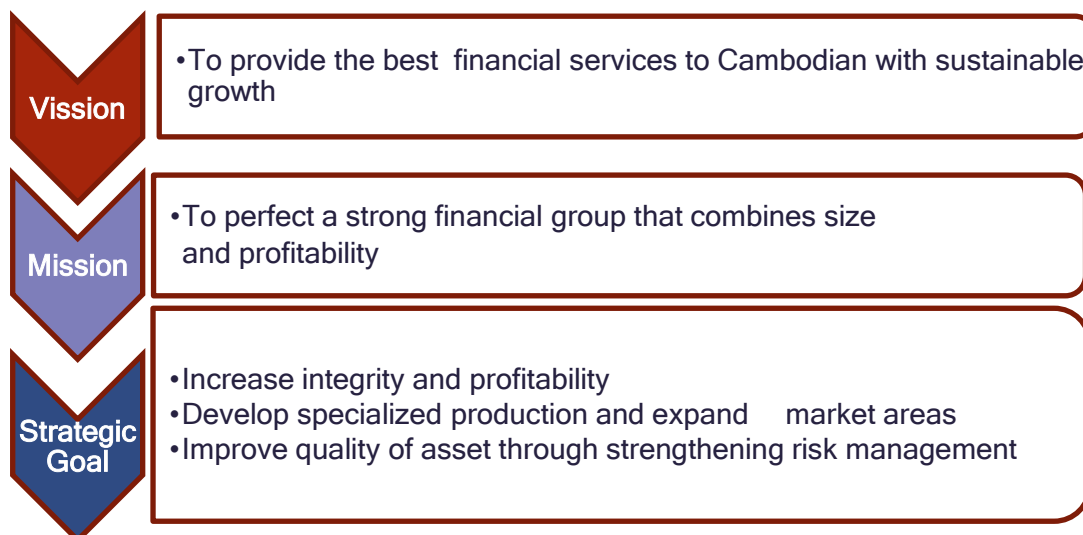 Vission
•To provide the best financial services to Cambodian with sustainable
growth
Mission
•To perfect a strong financial group that combines size
and profitability
Strategic
Goal
•Increase integrity and profitability
•Develop specialized production and expand market areas
•Improve quality of asset through strengthening risk management